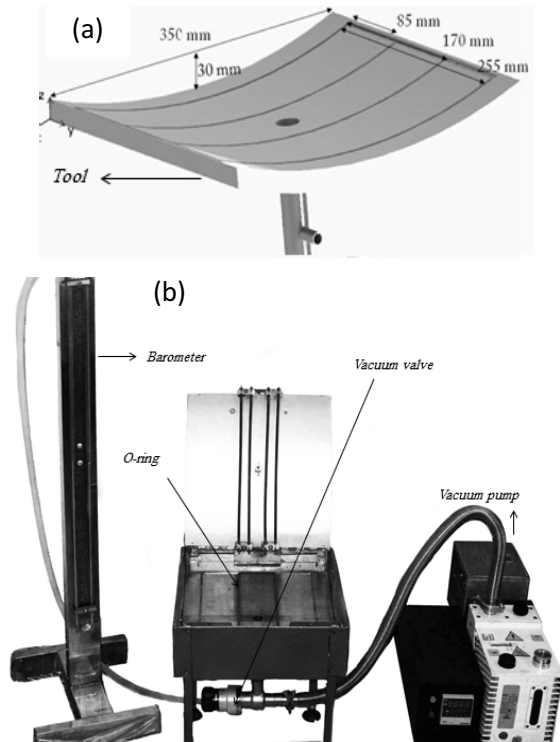 (a)
350 mm
85 mm
30 mm
170 mm
255 mm
Tool
(b)
Vacuum valve
Barometer
O-ring
Vacuum pump